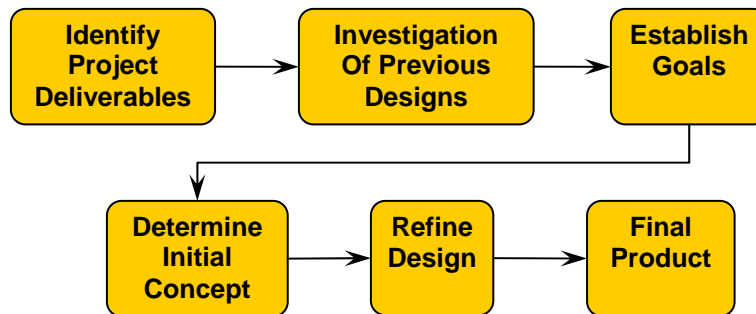 Identify
Project
Deliverables
Investigation
Of Previous
Designs
Establish
Goals
Determine
Initial
Concept
Refine
Design
Final
Product